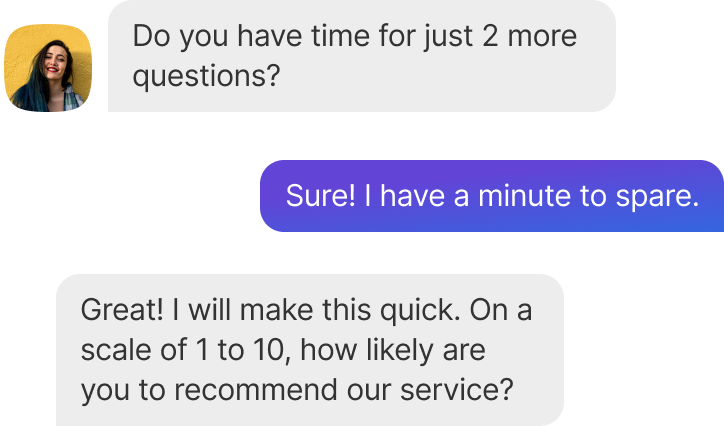 Do you have time for just 2 more
questions?
Sure! I have a minute to spare.
Great! I will make this quick. On a
scale of 1 to 10, how likely are
you to recommend our service?